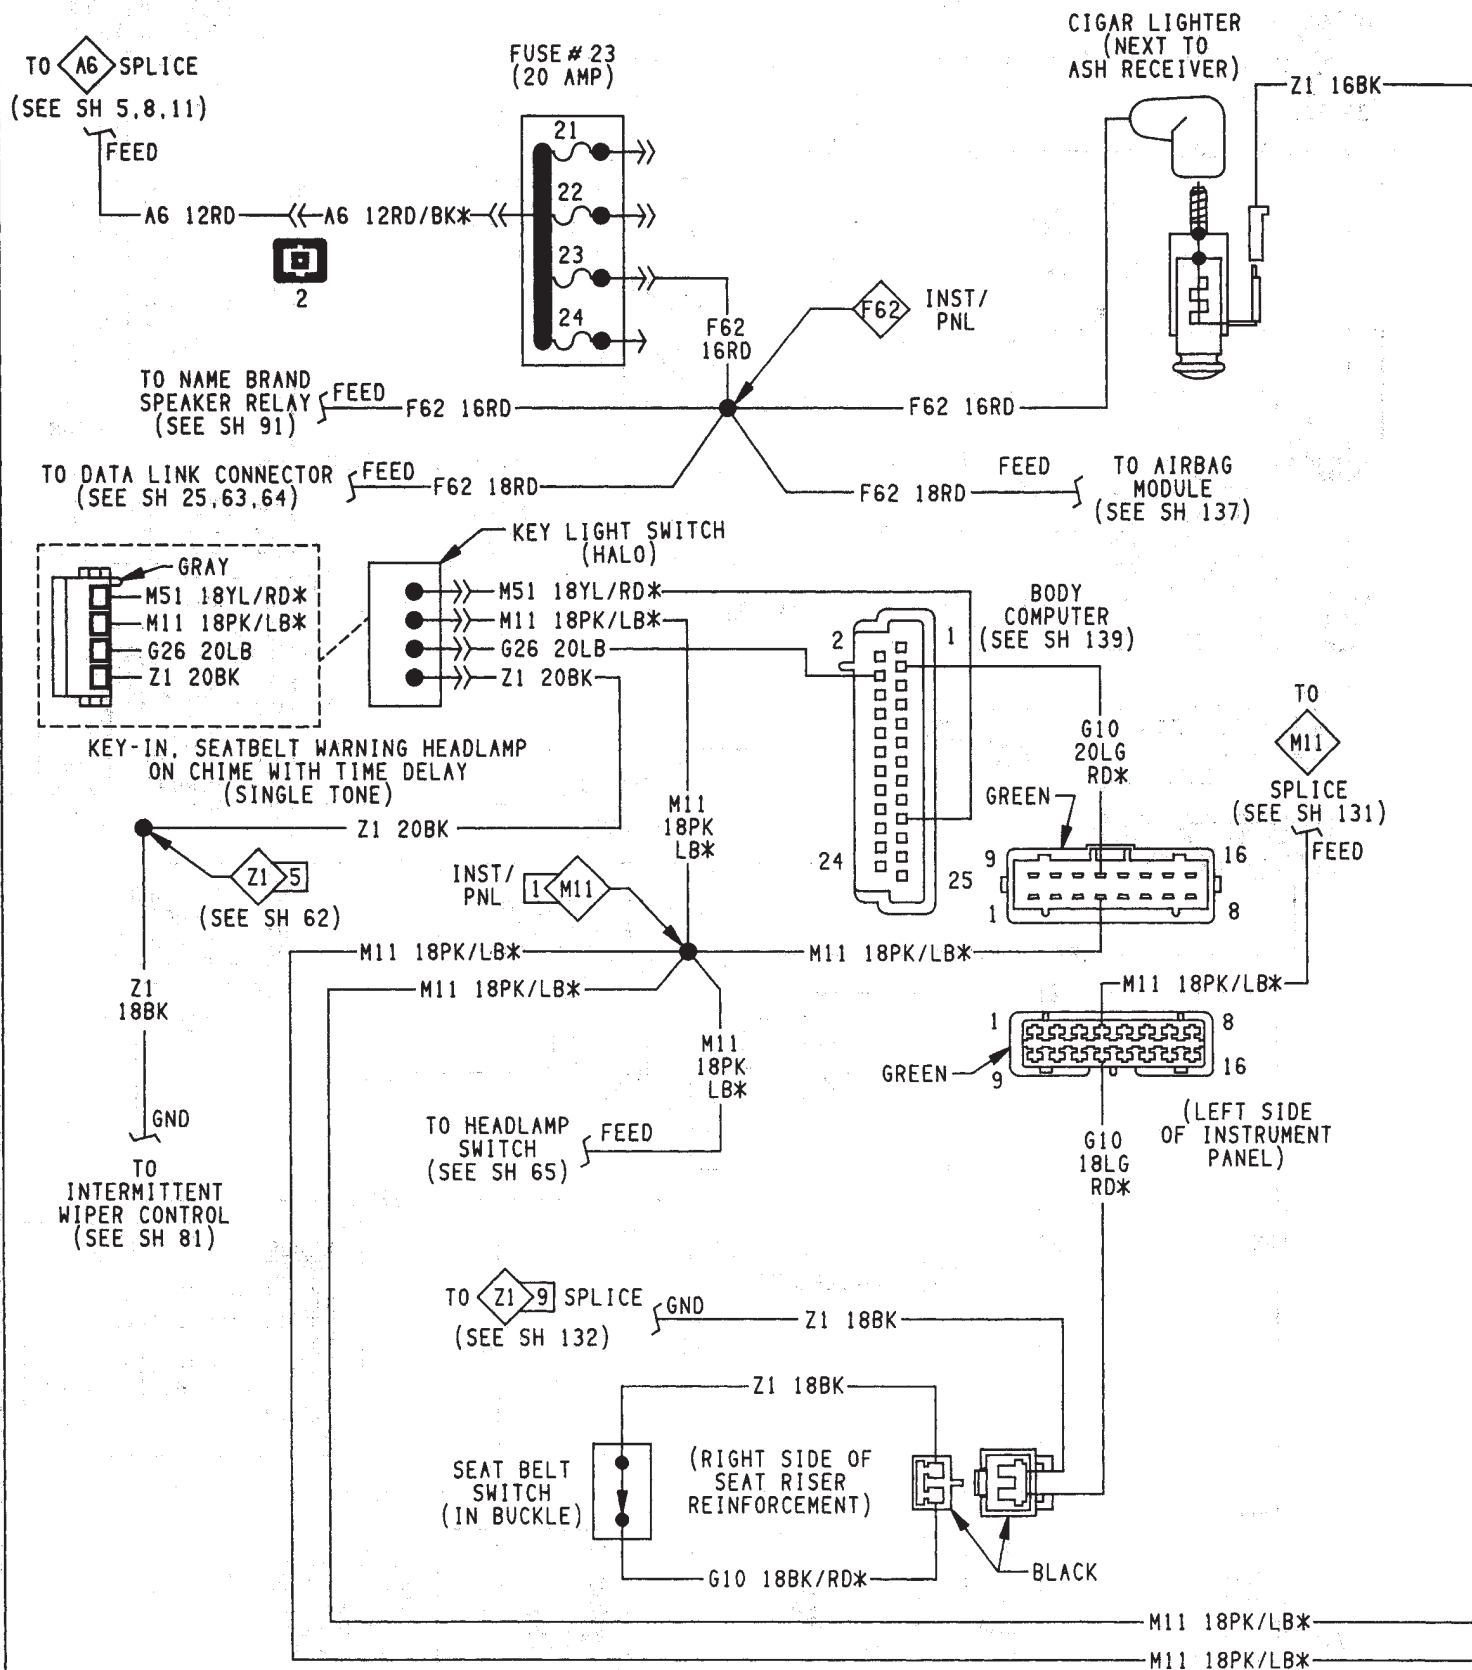 CIGAR LIGHTER
(NEXT TO
ASH RECEIVER)
Z1 16BK
FUSE # 23
(20 AMP)
TO A6 SPLICE
(SEE SH 5,8,11)
FEED
A6 12RD
A6 12RD/BK*
2
21
22
23
24
F62
16RD
F62
INST/
PNL
TO NAME BRAND
SPEAKER RELAY
(SEE SH 91)
FEED
F62 16RD
F62 16RD
TO DATA LINK CONNECTOR
(SEE SH 25,63,64)
FEED
F62 18RD
F62 18RD
FEED
TO AIRBAG
MODULE
(SEE SH 137)
KEY LIGHT SWITCH
(HALO)
GRAY
M51 18YL/RD*
M11 18PK/LB*
G26 20LB
Z1 20BK
M51 18YL/RD*
M11 18PK/LB*
G26 20LB
Z1 20BK
KEY-IN, SEATBELT WARNING HEADLAMP
ON CHIME WITH TIME DELAY
(SINGLE TONE)
BODY
COMPUTER
(SEE SH 139)
2
1
24
25
G10
20LG
RD*
TO
M11
SPLICE
(SEE SH 131)
FEED
GREEN
9
16
1
8
Z1 20BK
Z1 5
(SEE SH 62)
M11
18PK
LB*
INST/
PNL
1 M11
M11 18PK/LB*
M11 18PK/LB*
M11 18PK/LB*
M11 18PK/LB*
Z1
18BK
GND
TO
INTERMITTENT
WIPER CONTROL
(SEE SH 81)
M11
18PK
LB*
TO HEADLAMP
SWITCH
(SEE SH 65)
FEED
1
8
GREEN
9
16
(LEFT SIDE
OF INSTRUMENT
PANEL)
G10
18LG
RD*
TO Z1 9 SPLICE
(SEE SH 132)
GND
Z1 18BK
Z1 18BK
SEAT BELT
SWITCH
(IN BUCKLE)
(RIGHT SIDE OF
SEAT RISER
REINFORCEMENT)
G10 18BK/RD*
BLACK
M11 18PK/LB*
M11 18PK/LB*